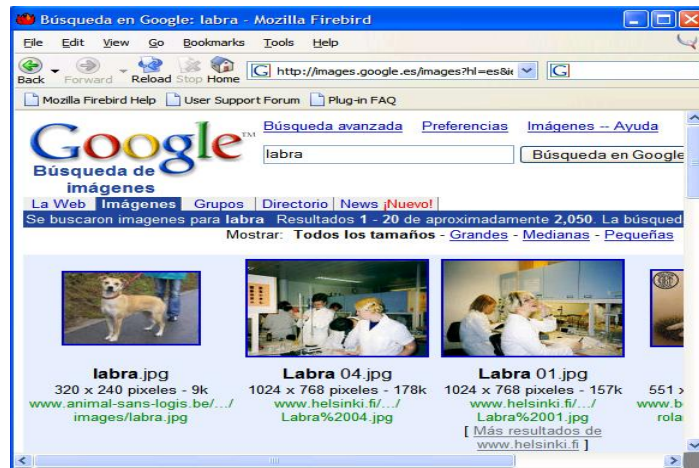 Búsqueda en Google: labra - Mozilla Firebird
File Edit View Go Bookmarks Tools Help
Back Forward Reload Stop Home G http://images.google.es/images?hl=es&ie G
Mozilla Firebird Help User Support Forum Plug-in FAQ
Google™ Búsqueda avanzada Preferencias Imágenes -- Ayuda
labra Búsqueda en Google
Búsqueda de
imágenes
La Web Imágenes Grupos Directorio News ¡Nuevo!
Se buscaron imagenes para labra Resultados 1 - 20 de aproximadamente 2,050. La búsqued
Mostrar: Todos los tamaños - Grandes - Medianas - Pequeñas
labra.jpg Labra 04.jpg Labra 01.jpg
320 x 240 pixeles - 9k 1024 x 768 pixeles - 178k 1024 x 768 pixeles - 157k 551 x
www.animal-sans-logis.be/.../ www.helsinki.fi/.../ www.helsinki.fi/.../ www.b
images/labra.jpg Labra%2004.jpg Labra%2001.jpg rola
[ Más resultados de
www.helsinki.fi ]